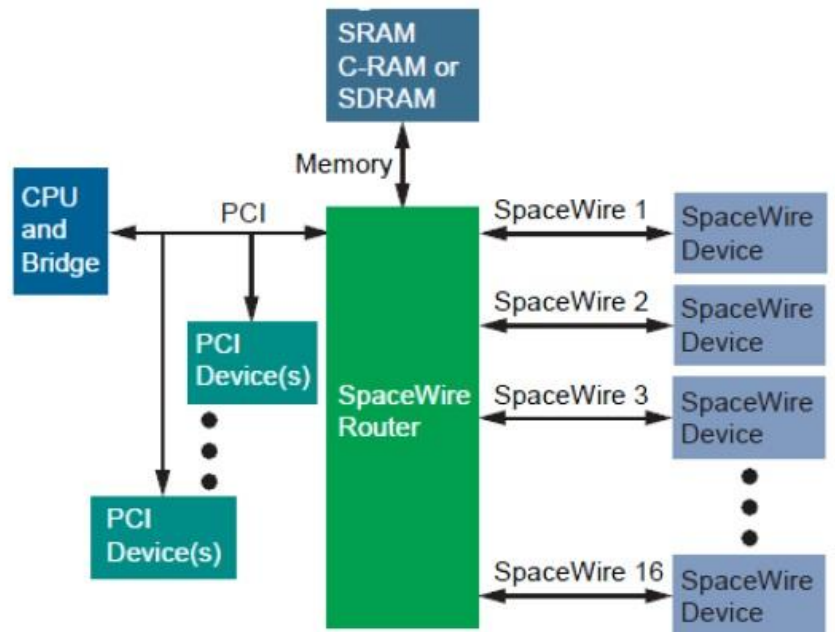 SRAM
C-RAM or
SDRAM
Memory
CPU
and
Bridge
PCI
SpaceWire 1
SpaceWire
Device
SpaceWire 2
SpaceWire
Device
PCI
Device(s)
SpaceWire
Router
SpaceWire 3
SpaceWire
Device
PCI
Device(s)
SpaceWire 16
SpaceWire
Device